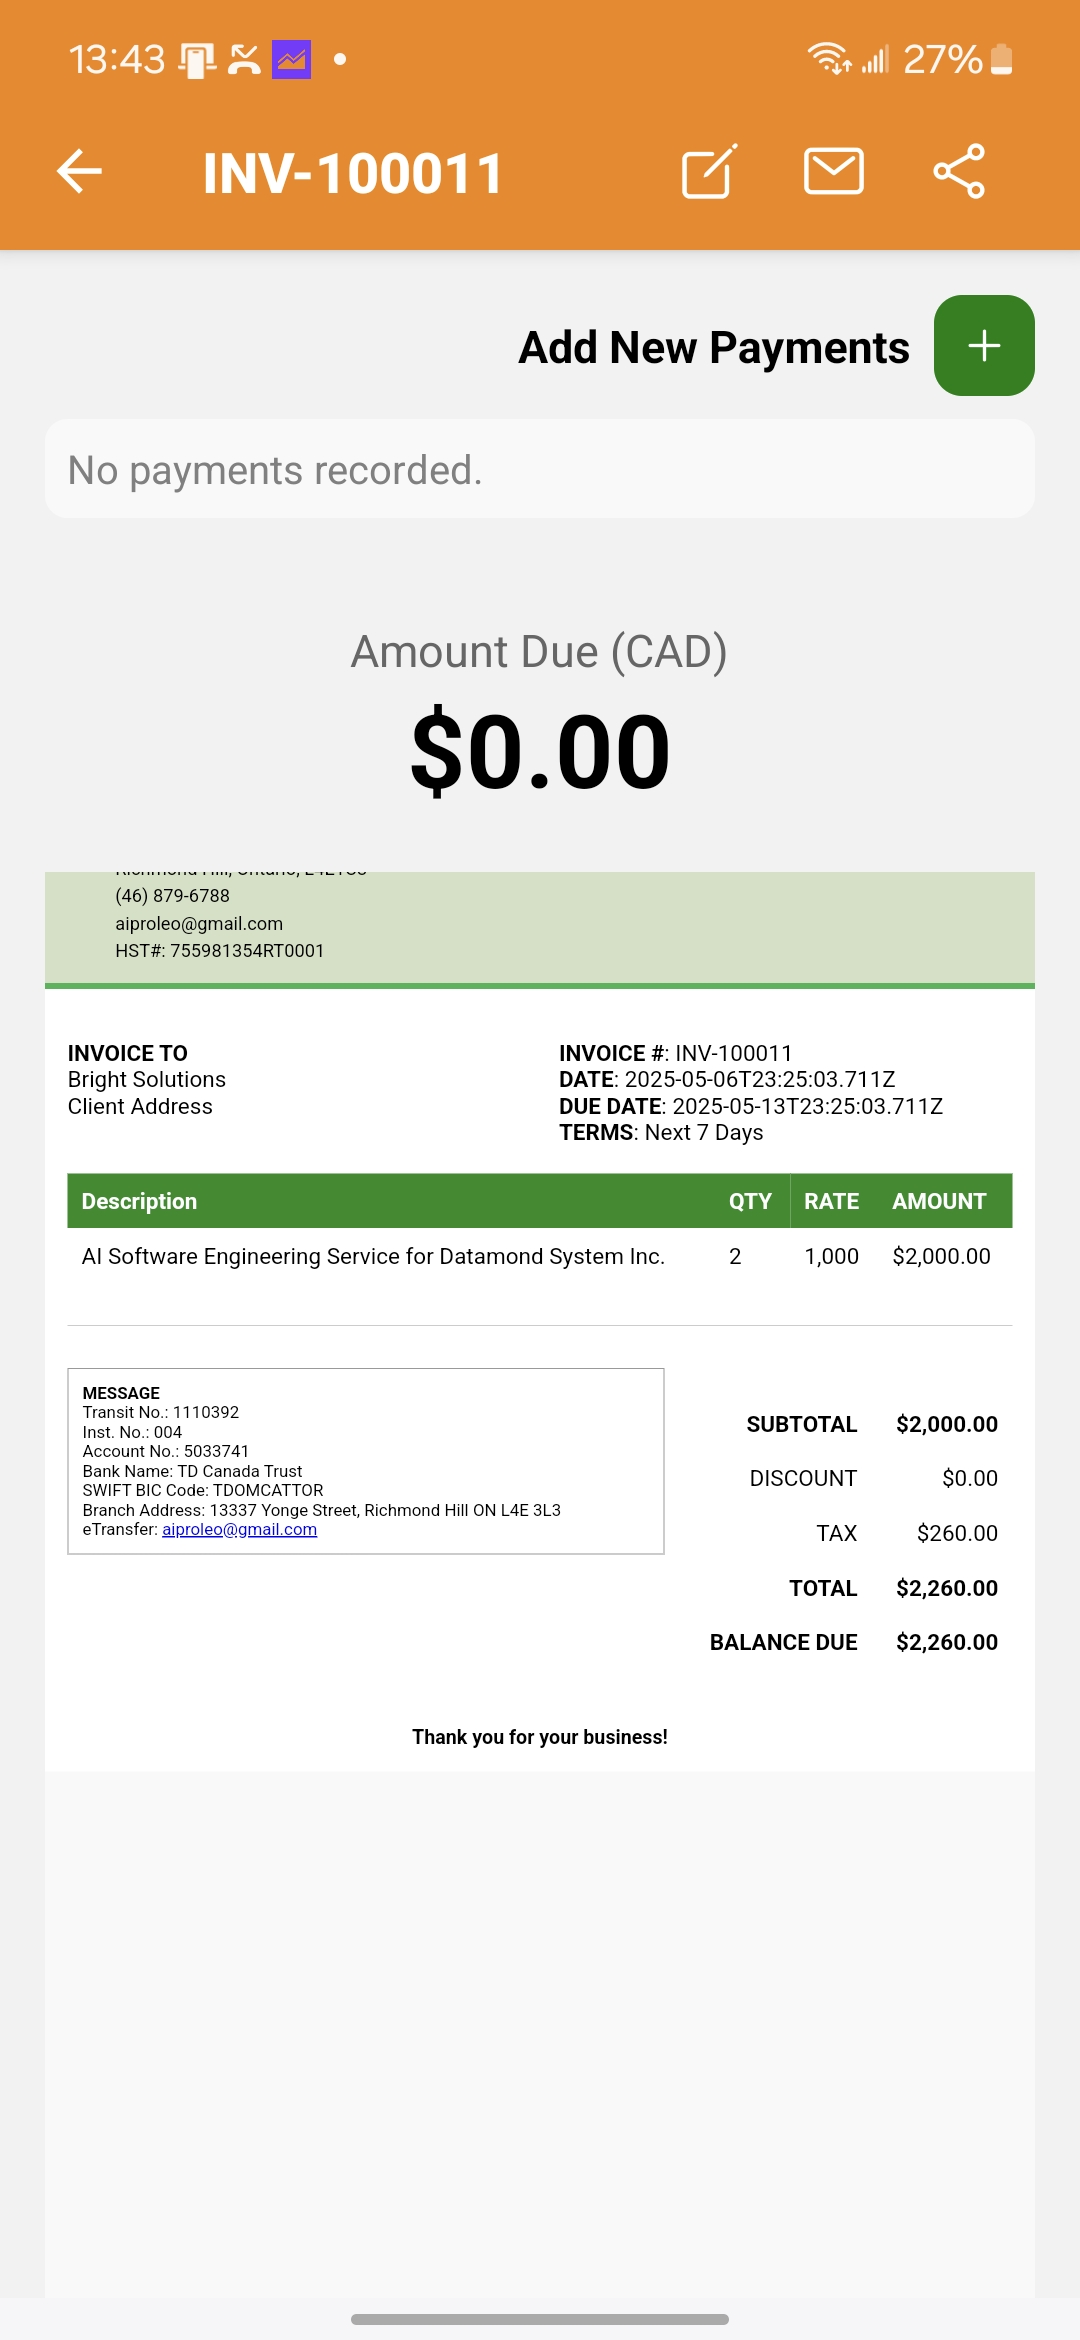 13:43
27%
INV-100011
Add New Payments
No payments recorded.
Amount Due (CAD)
$0.00
Richmond Hill, Ontario,
(46) 879-6788
aiproleo@gmail.com
HST#: 755981354RT0001
INVOICE TO
Bright Solutions
Client Address
INVOICE #: INV-100011
DATE: 2025-05-06T23:25:03.711Z
DUE DATE: 2025-05-13T23:25:03.711Z
TERMS: Next 7 Days
Description QTY RATE AMOUNT
AI Software Engineering Service for Datamond System Inc. 2 1,000 $2,000.00
MESSAGE
Transit No.: 1110392
Inst. No.: 004
Account No.: 5033741
Bank Name: TD Canada Trust
SWIFT BIC Code: TDOMCATTOR
Branch Address: 13337 Yonge Street, Richmond Hill ON L4E 3L3
eTransfer: aiproleo@gmail.com
SUBTOTAL $2,000.00
DISCOUNT $0.00
TAX $260.00
TOTAL $2,260.00
BALANCE DUE $2,260.00
Thank you for your business!